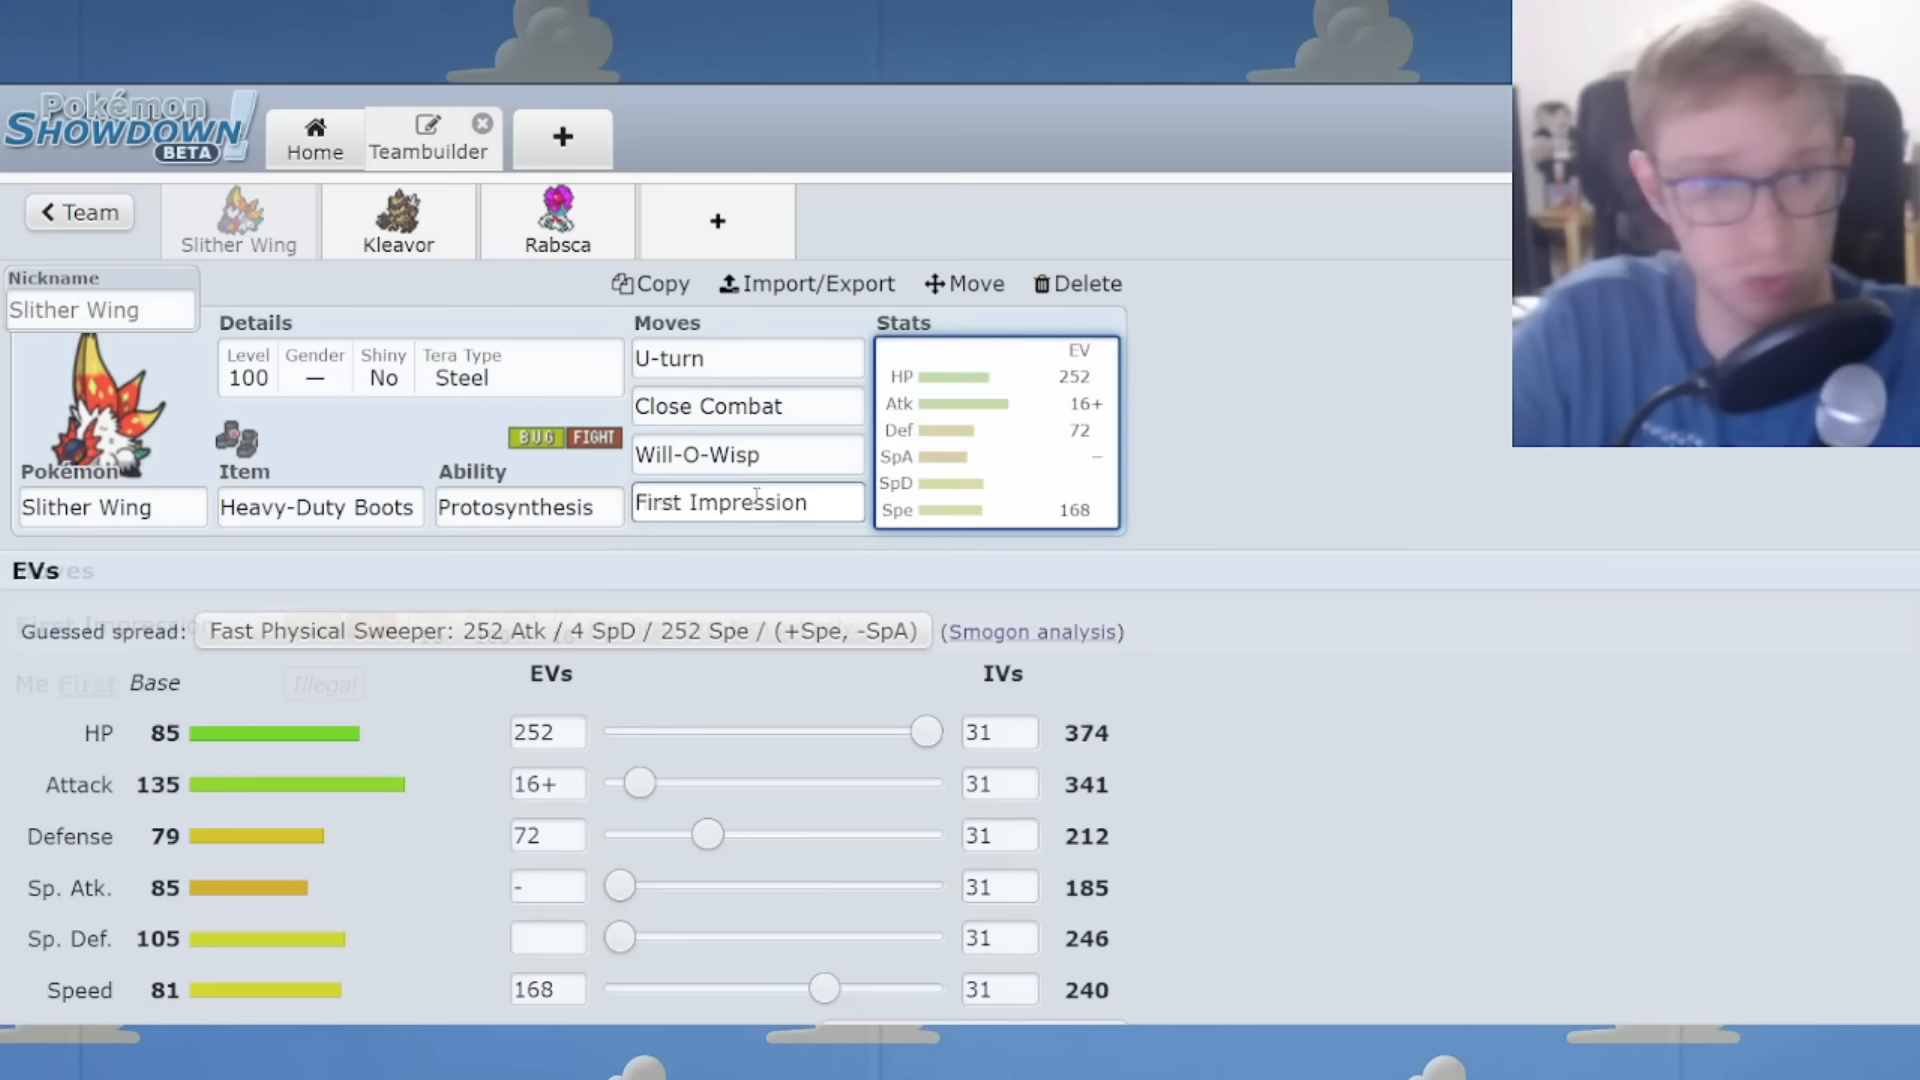 Pokémon
SHOWDOWN!
BETA
Home
Teambuilder
+
Team
Slither Wing
Kleavor
Rabsca
+
Nickname
Slither Wing
Copy
Import/Export
Move
Delete
Details
Level
100
Gender
—
Shiny
No
Tera Type
Steel
BUG FIGHT
Pokémon
Slither Wing
Item
Heavy-Duty Boots
Ability
Protosynthesis
Moves
U-turn
Close Combat
Will-O-Wisp
First Impression
Stats
EV
HP 252
Atk 16+
Def 72
SpA –
SpD
Spe 168
EVs
Guessed spread: Fast Physical Sweeper: 252 Atk / 4 SpD / 252 Spe / (+Spe, -SpA) (Smogon analysis)
Me First Illegal
Base EVs IVs
HP 85 252 31 374
Attack 135 16+ 31 341
Defense 79 72 31 212
Sp. Atk. 85 - 31 185
Sp. Def. 105 31 246
Speed 81 168 31 240